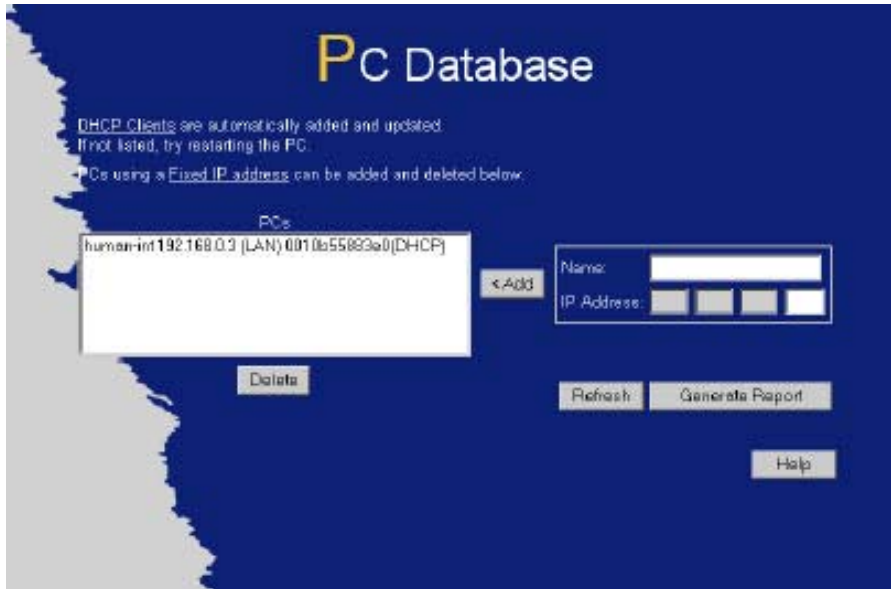 PC Database
DHCP Clients are automatically added and updated.
If not listed, try restarting the PC.
PCs using a Fixed IP address can be added and deleted below.
PCs
human-int 192.168.0.3 (LAN) 0010b55883a0(DHCP)
< Add
Name:
IP Address:
Delete
Refresh
Generate Report
Help